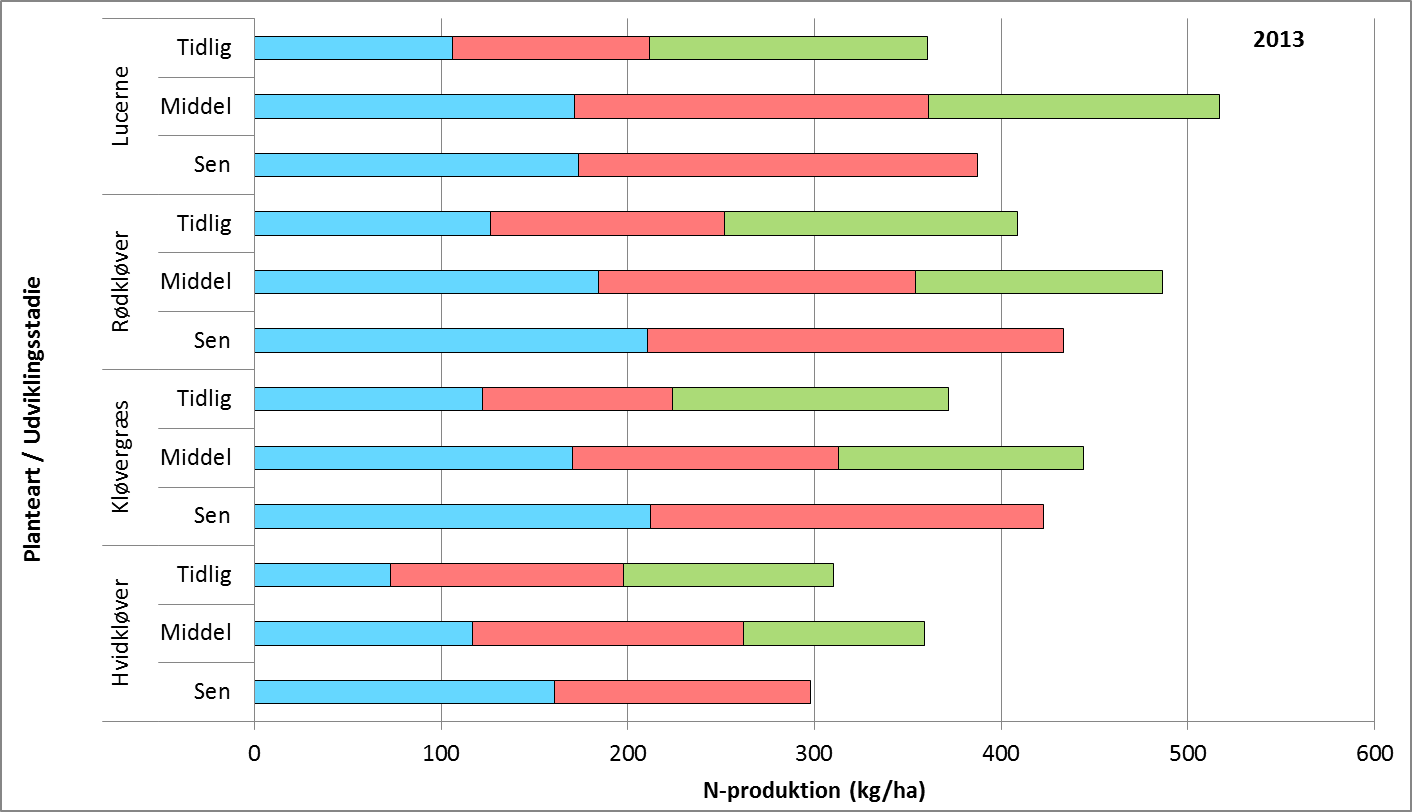 2013
Planteart / Udviklingsstadie
Lucerne
Tidlig
Middel
Sen
Rødkløver
Tidlig
Middel
Sen
Kløvergræs
Tidlig
Middel
Sen
Hvidkløver
Tidlig
Middel
Sen
0 100 200 300 400 500 600
N-produktion (kg/ha)